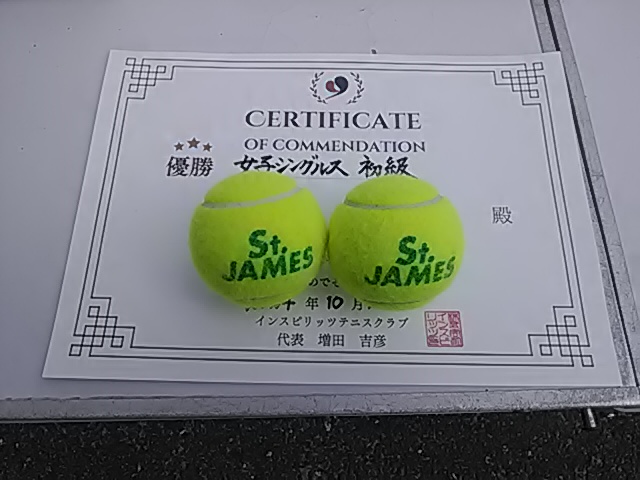 CERTIFICATE
OF COMMENDATION
優勝 女子シングルス 初級
殿
St.
JAMES
St.
JAMES
年 10 月
インスピリッツテニスクラブ
代表 増田 吉彦